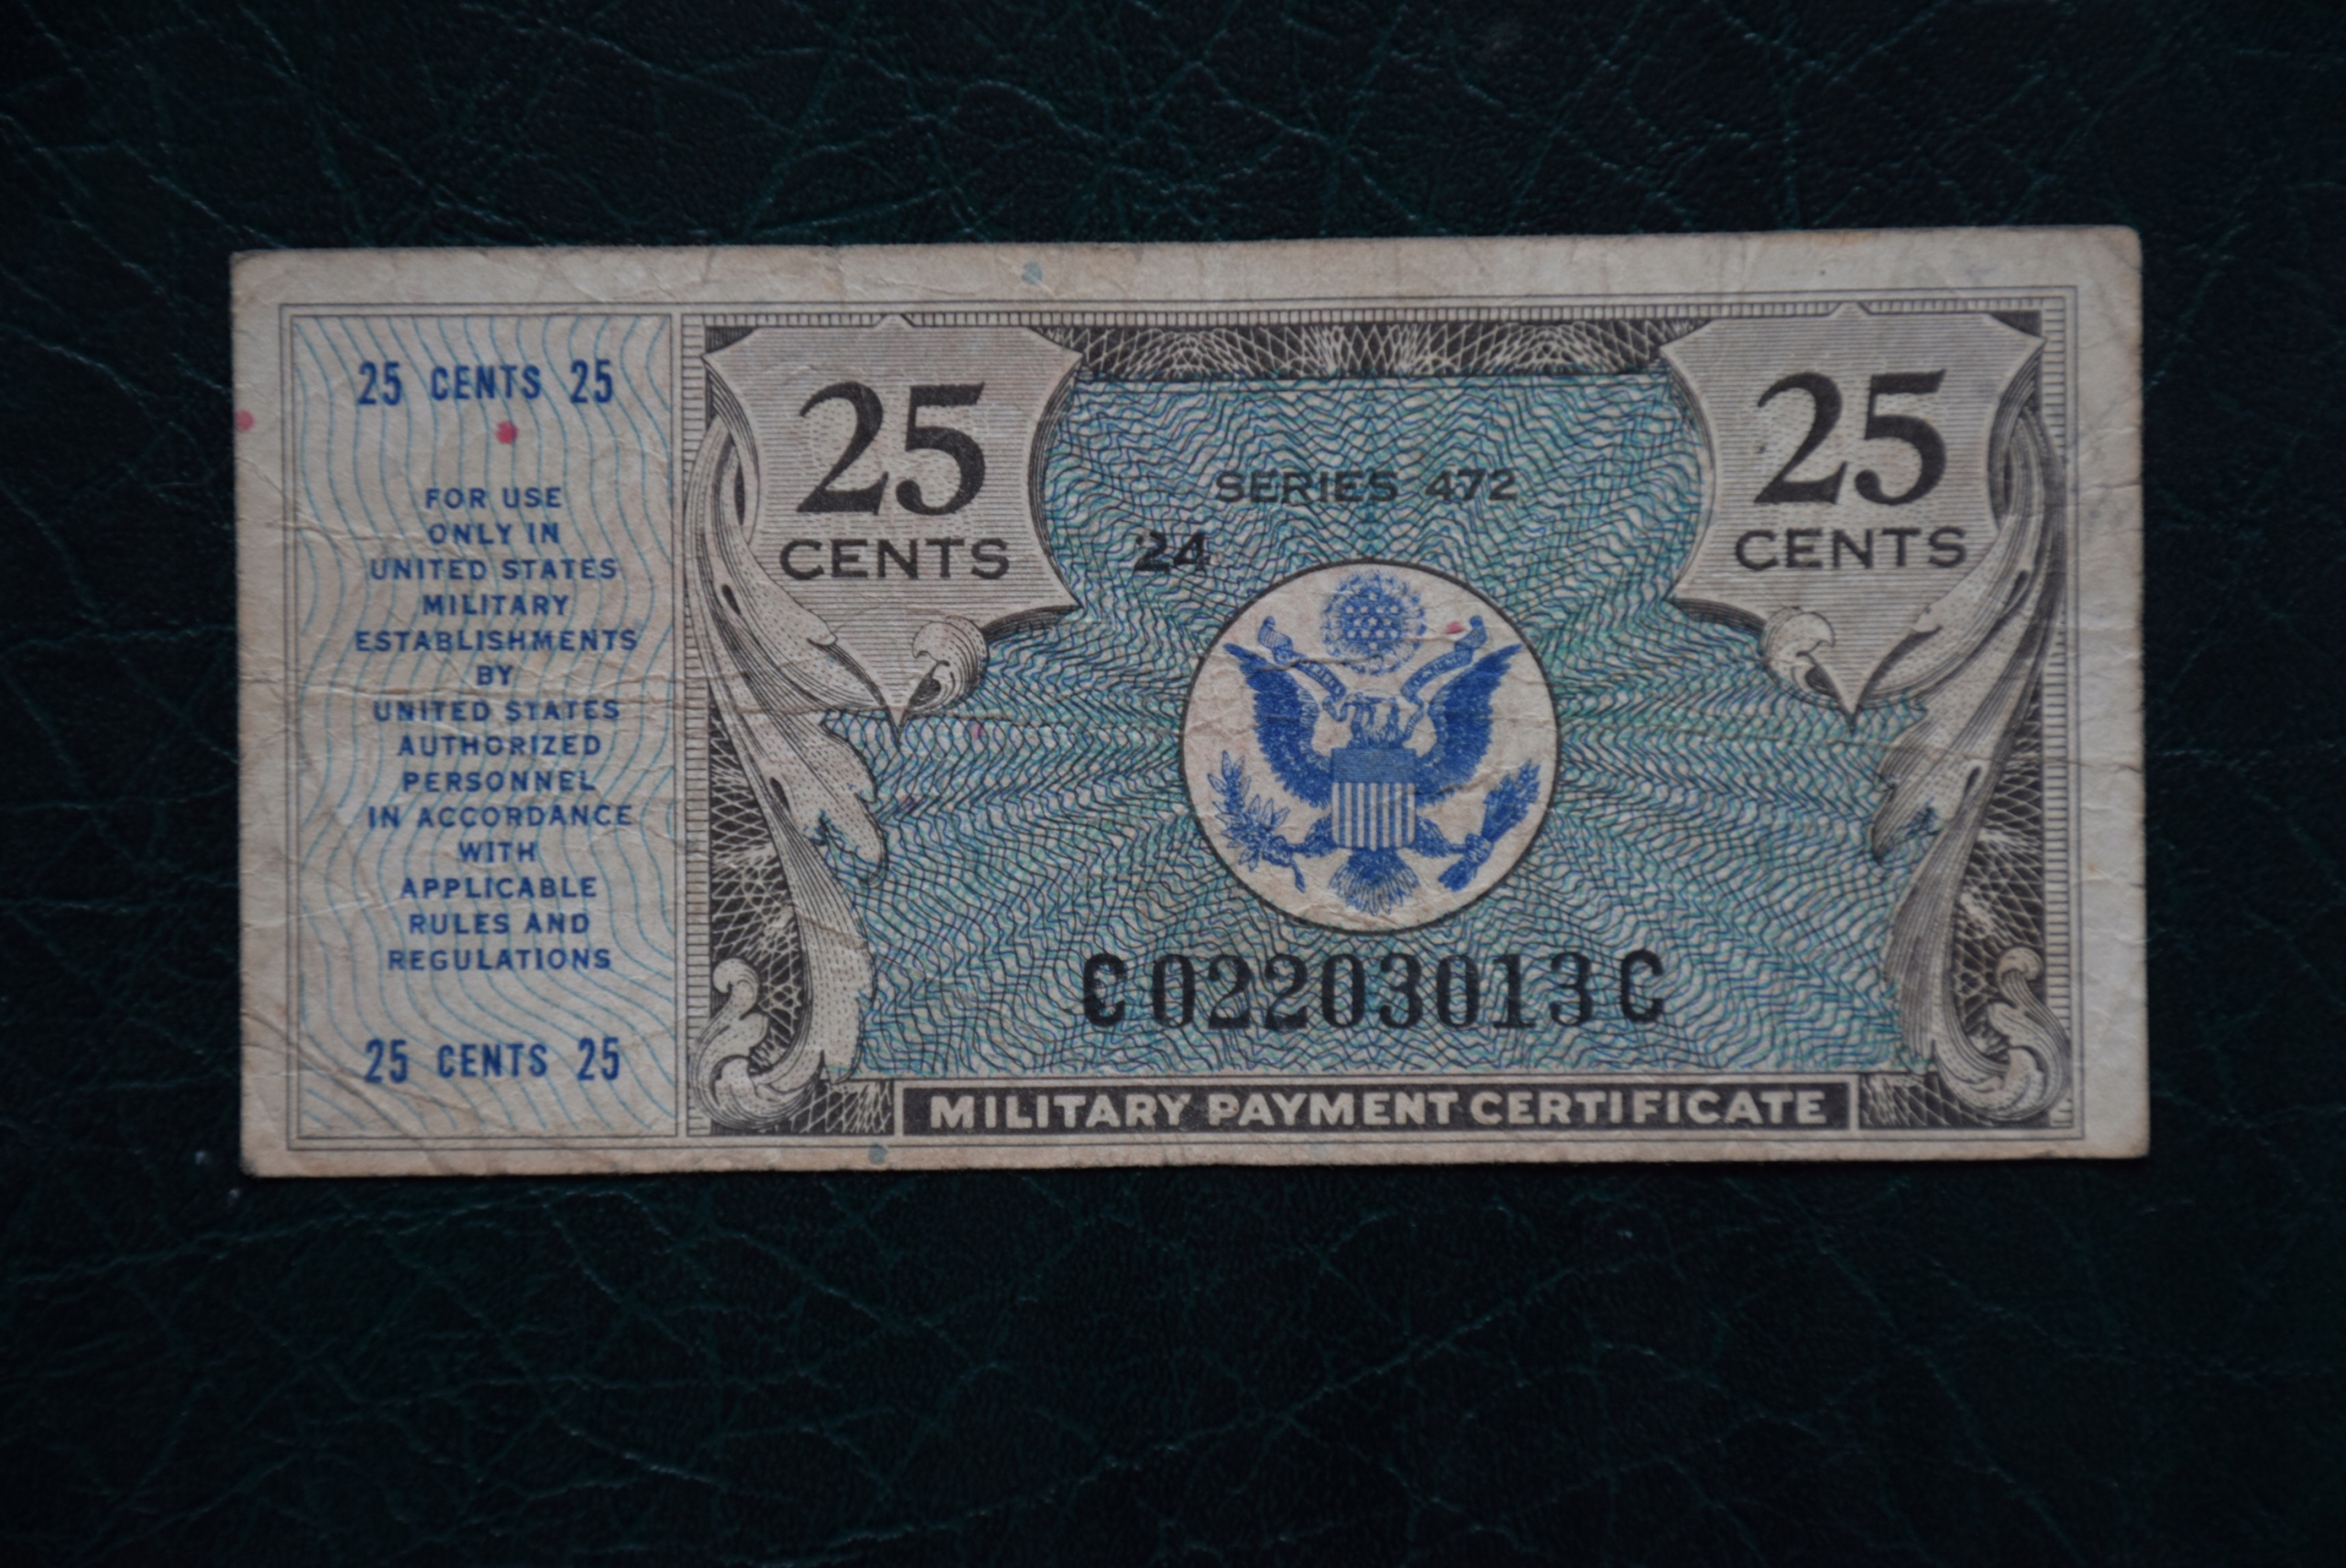 25 CENTS 25
FOR USE
ONLY IN
UNITED STATES
MILITARY
ESTABLISHMENTS
BY
UNITED STATES
AUTHORIZED
PERSONNEL
IN ACCORDANCE
WITH
APPLICABLE
RULES AND
REGULATIONS
25 CENTS 25
25
CENTS
SERIES 472
24
25
CENTS
C02203013C
MILITARY PAYMENT CERTIFICATE